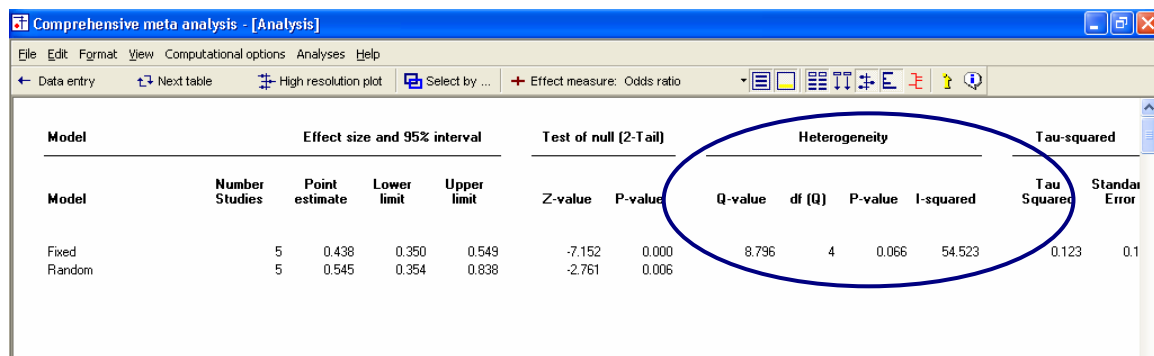 Comprehensive meta analysis - [Analysis]
File Edit Format View Computational options Analyses Help
Data entry Next table High resolution plot Select by ... Effect measure: Odds ratio
Model Effect size and 95% interval Test of null (2-Tail) Heterogeneity Tau-squared
Number Point Lower Upper Tau Standar
Model Studies estimate limit limit Z-value P-value Q-value df (Q) P-value I-squared Squared Error
Fixed 5 0.438 0.350 0.549 -7.152 0.000 8.796 4 0.066 54.523 0.123 0.1
Random 5 0.545 0.354 0.838 -2.761 0.006